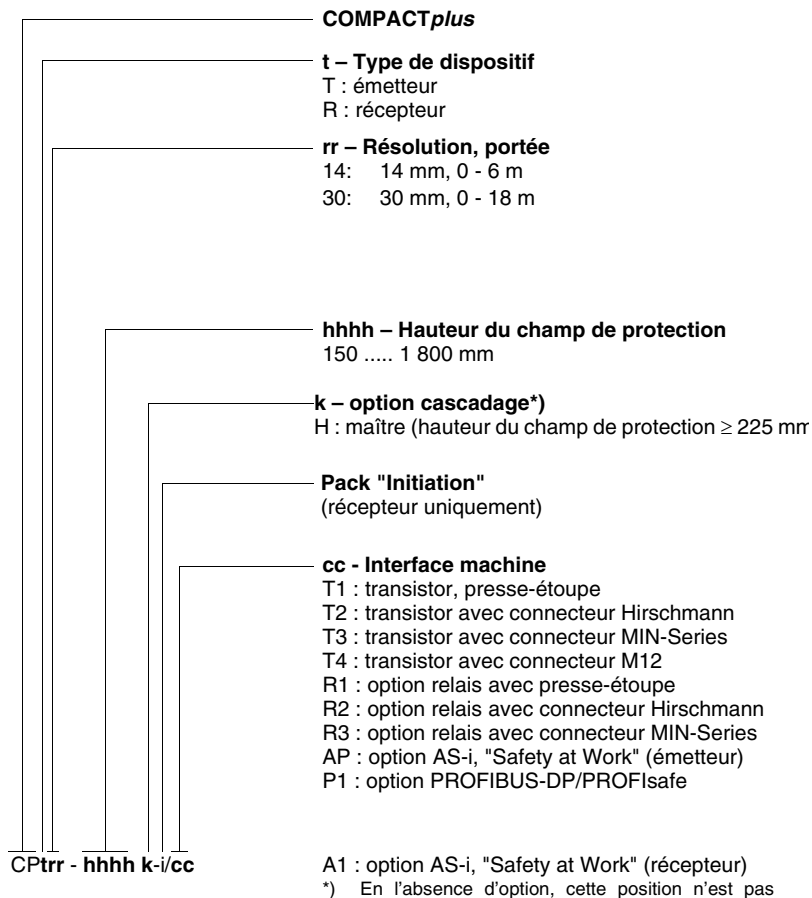 COMPACTplus
t – Type de dispositif
T : émetteur
R : récepteur
rr – Résolution, portée
14: 14 mm, 0 - 6 m
30: 30 mm, 0 - 18 m
hhhh – Hauteur du champ de protection
150 ..... 1 800 mm
k – option cascadage*)
H : maître (hauteur du champ de protection ≥ 225 mm
Pack "Initiation"
(récepteur uniquement)
cc - Interface machine
T1 : transistor, presse-étoupe
T2 : transistor avec connecteur Hirschmann
T3 : transistor avec connecteur MIN-Series
T4 : transistor avec connecteur M12
R1 : option relais avec presse-étoupe
R2 : option relais avec connecteur Hirschmann
R3 : option relais avec connecteur MIN-Series
AP : option AS-i, "Safety at Work" (émetteur)
P1 : option PROFIBUS-DP/PROFIsafe
CPtrr - hhhh k-i/cc
A1 : option AS-i, "Safety at Work" (récepteur)
*) En l’absence d’option, cette position n’est pas